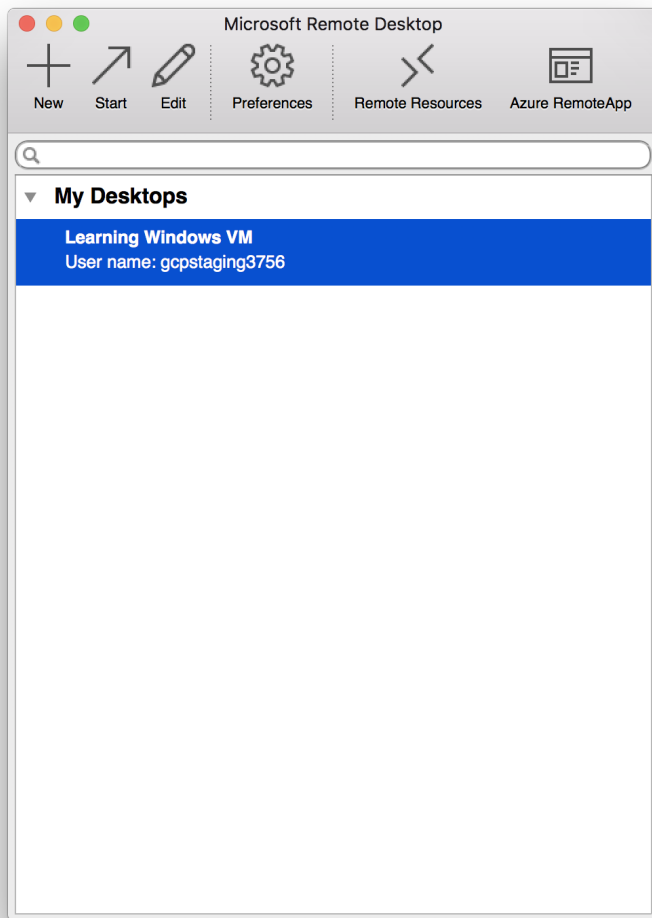 Microsoft Remote Desktop
New Start Edit Preferences Remote Resources Azure RemoteApp
My Desktops
Learning Windows VM
User name: gcpstaging3756